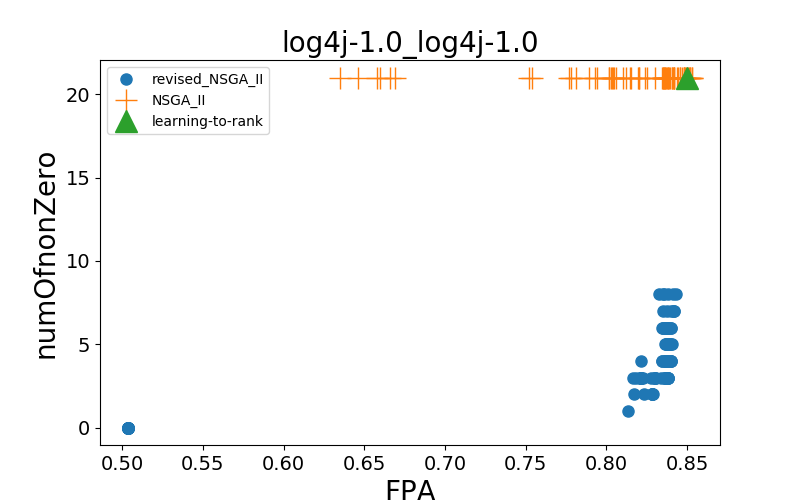 log4j-1.0_log4j-1.0
revised_NSGA_II
NSGA_II
learning-to-rank
numOfnonZero
20
15
10
5
0
0.50 0.55 0.60 0.65 0.70 0.75 0.80 0.85
FPA